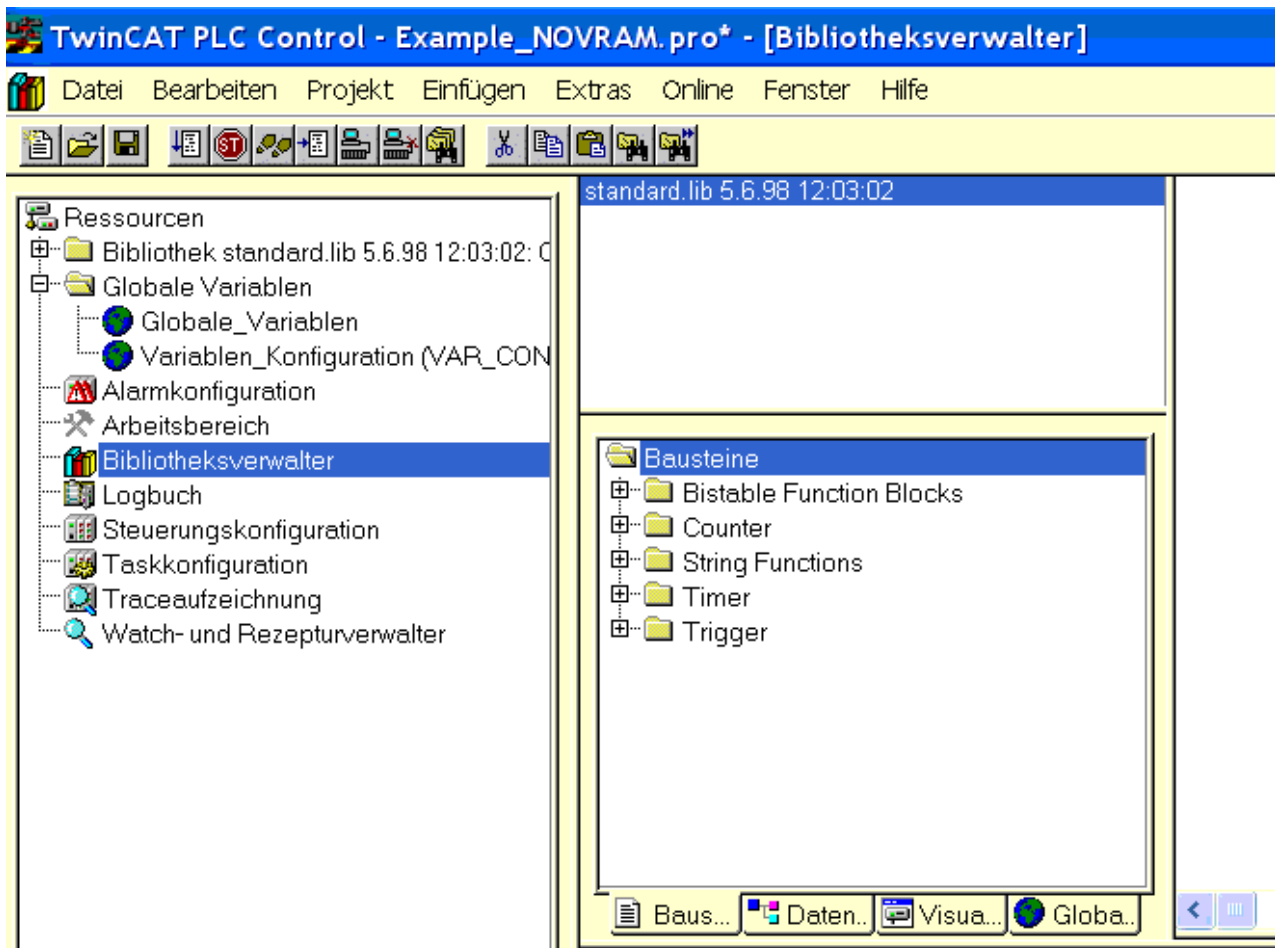 TwinCAT PLC Control - Example_NOVRAM.pro* - [Bibliotheksverwalter]
Datei Bearbeiten Projekt Einfügen Extras Online Fenster Hilfe
ST
Ressourcen
Bibliothek standard.lib 5.6.98 12:03:02: C
Globale Variablen
Globale_Variablen
Variablen_Konfiguration (VAR_CON
Alarmkonfiguration
Arbeitsbereich
Bibliotheksverwalter
Logbuch
Steuerungskonfiguration
Taskkonfiguration
Traceaufzeichnung
Watch- und Rezepturverwalter
standard.lib 5.6.98 12:03:02
Bausteine
Bistable Function Blocks
Counter
String Functions
Timer
Trigger
Baus... Daten.. Visua... Globa..